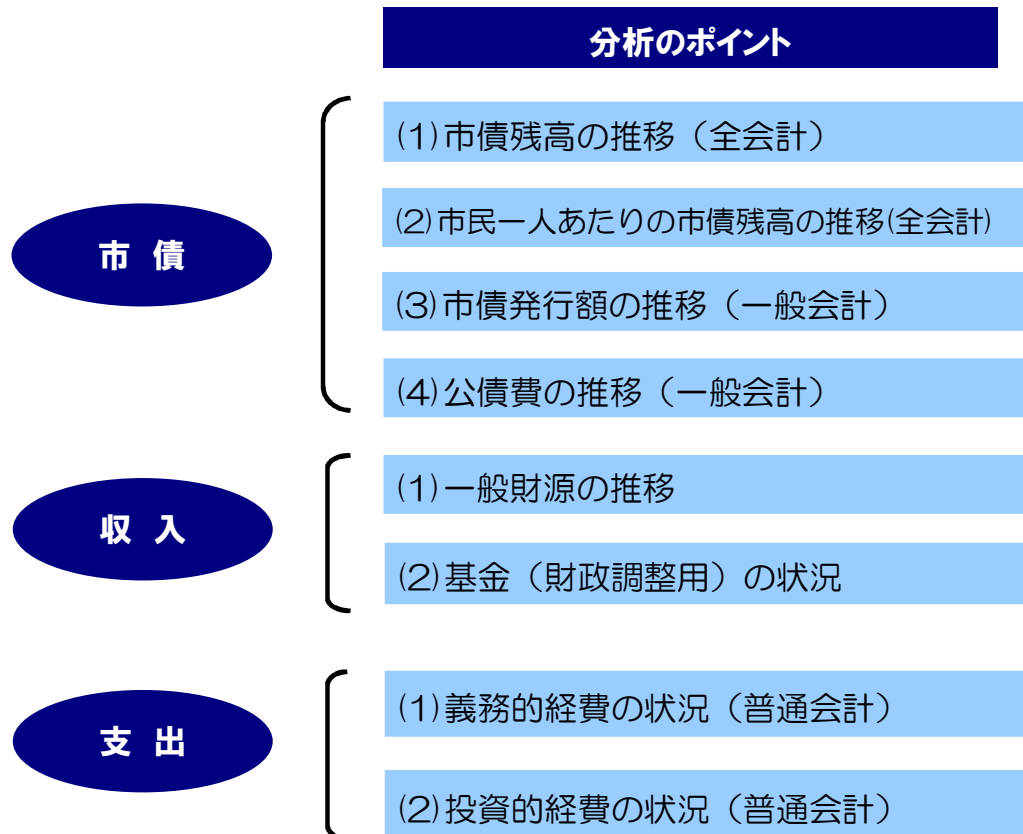 分析のポイント
市 債
(1)市債残高の推移（全会計）
(2)市民一人あたりの市債残高の推移(全会計)
(3)市債発行額の推移（一般会計）
(4)公債費の推移（一般会計）
収 入
(1)一般財源の推移
(2)基金（財政調整用）の状況
支 出
(1)義務的経費の状況（普通会計）
(2)投資的経費の状況（普通会計）